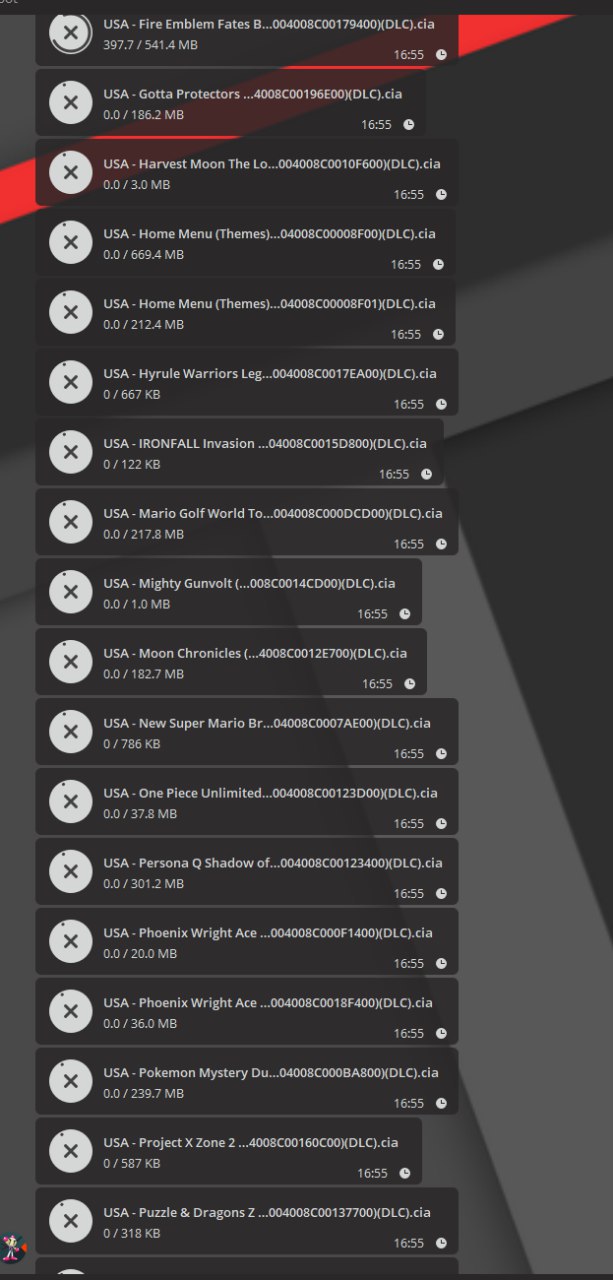 USA - Fire Emblem Fates B...004008C00179400)(DLC).cia
397.7 / 541.4 MB
16:55
USA - Gotta Protectors ...4008C00196E00)(DLC).cia
0.0 / 186.2 MB
16:55
USA - Harvest Moon The Lo...004008C0010F600)(DLC).cia
0.0 / 3.0 MB
16:55
USA - Home Menu (Themes)...04008C00008F00)(DLC).cia
0.0 / 669.4 MB
16:55
USA - Home Menu (Themes)...04008C00008F01)(DLC).cia
0.0 / 212.4 MB
16:55
USA - Hyrule Warriors Leg...004008C0017EA00)(DLC).cia
0 / 667 KB
16:55
USA - IRONFALL Invasion ...04008C0015D800)(DLC).cia
0 / 122 KB
16:55
USA - Mario Golf World To...004008C000DCD00)(DLC).cia
0.0 / 217.8 MB
16:55
USA - Mighty Gunvolt (...008C0014CD00)(DLC).cia
0.0 / 1.0 MB
16:55
USA - Moon Chronicles (...4008C0012E700)(DLC).cia
0.0 / 182.7 MB
16:55
USA - New Super Mario Br...04008C0007AE00)(DLC).cia
0 / 786 KB
16:55
USA - One Piece Unlimited...004008C00123D00)(DLC).cia
0.0 / 37.8 MB
16:55
USA - Persona Q Shadow of...004008C00123400)(DLC).cia
0.0 / 301.2 MB
16:55
USA - Phoenix Wright Ace ...004008C000F1400)(DLC).cia
0.0 / 20.0 MB
16:55
USA - Phoenix Wright Ace ...004008C0018F400)(DLC).cia
0.0 / 36.0 MB
16:55
USA - Pokemon Mystery Du...04008C000BA800)(DLC).cia
0.0 / 239.7 MB
16:55
USA - Project X Zone 2 ...4008C00160C00)(DLC).cia
0 / 587 KB
16:55
USA - Puzzle & Dragons Z ...004008C00137700)(DLC).cia
0 / 318 KB
16:55